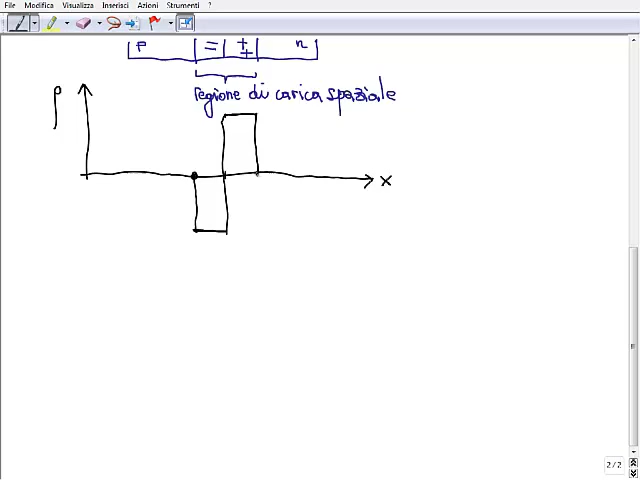 File Modifica Visualizza Inserisci Azioni Strumenti ?
p = + + n
regione di carica spaziale
ρ
x
2 / 2